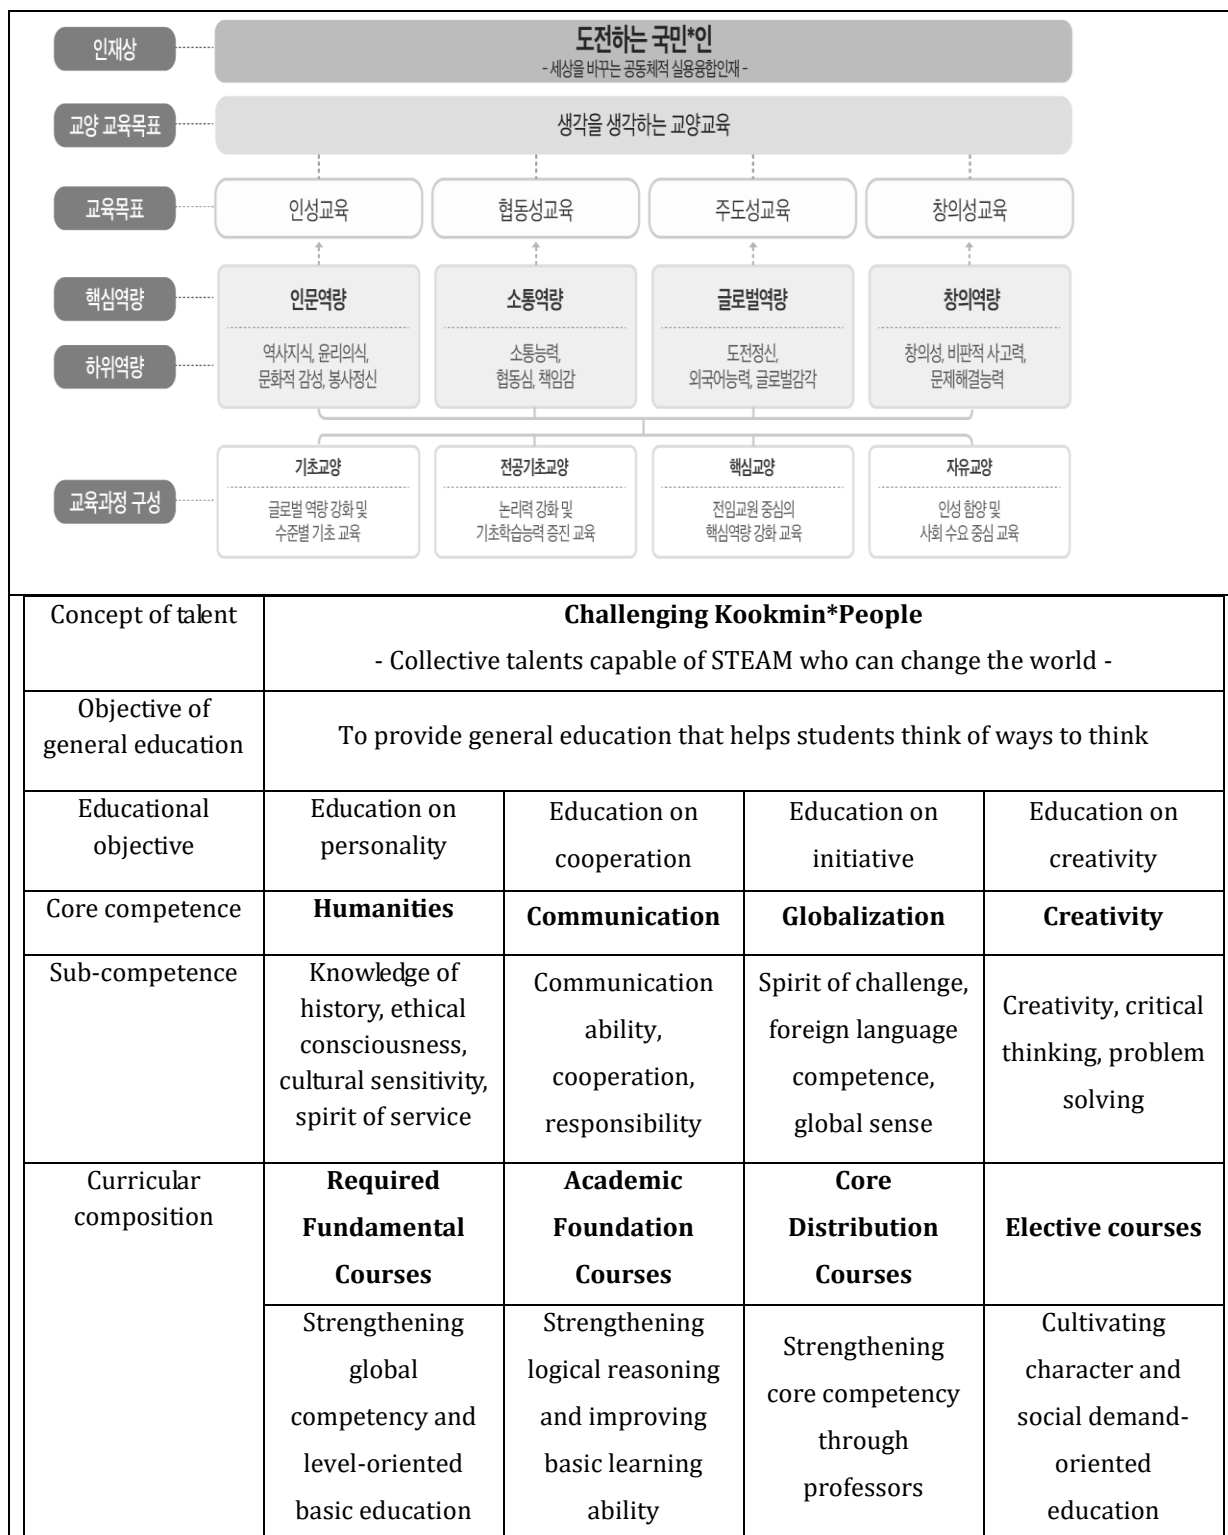 인재상
도전하는 국민*인
- 세상을 바꾸는 공동체적 실용융합인재 -
교양 교육목표
생각을 생각하는 교양교육
교육목표
인성교육
협동성교육
주도성교육
창의성교육
핵심역량
인문역량
소통역량
글로벌역량
창의역량
하위역량
역사지식, 윤리의식,
문화적 감성, 봉사정신
소통능력,
협동심, 책임감
도전정신,
외국어능력, 글로벌감각
창의성, 비판적 사고력,
문제해결능력
교육과정 구성
기초교양
글로벌 역량 강화 및
수준별 기초 교육
전공기초교양
논리력 강화 및
기초학습능력 증진 교육
핵심교양
전임교원 중심의
핵심역량 강화 교육
자유교양
인성 함양 및
사회 수요 중심 교육
Concept of talent
Challenging Kookmin*People
- Collective talents capable of STEAM who can change the world -
Objective of
general education
To provide general education that helps students think of ways to think
Educational
objective
Education on
personality
Education on
cooperation
Education on
initiative
Education on
creativity
Core competence
Humanities
Communication
Globalization
Creativity
Sub-competence
Knowledge of
history, ethical
consciousness,
cultural sensitivity,
spirit of service
Communication
ability,
cooperation,
responsibility
Spirit of challenge,
foreign language
competence,
global sense
Creativity, critical
thinking, problem
solving
Curricular
composition
Required
Fundamental
Courses
Academic
Foundation
Courses
Core
Distribution
Courses
Elective courses
Strengthening
global
competency and
level-oriented
basic education
Strengthening
logical reasoning
and improving
basic learning
ability
Strengthening
core competency
through
professors
Cultivating
character and
social demand-
oriented
education